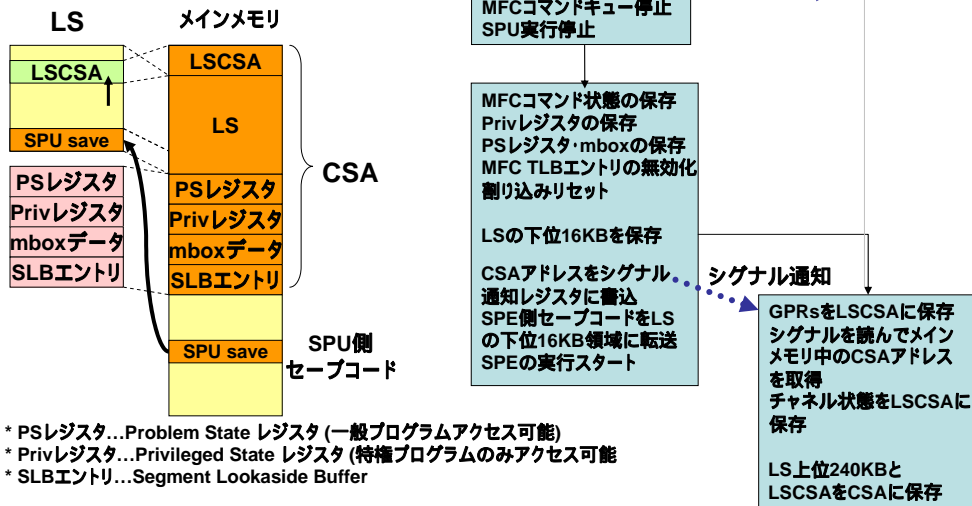 LS
メインメモリ
LSCSA
SPU save
PSレジスタ
Privレジスタ
mboxデータ
SLBエントリ
LSCSA
LS
PSレジスタ
Privレジスタ
mboxデータ
SLBエントリ
SPU save
CSA
SPU側
セーブコード
MFCコマンドキュー停止
SPU実行停止
MFCコマンド状態の保存
Privレジスタの保存
PSレジスタ・mboxの保存
MFC TLBエントリの無効化
割り込みリセット
LSの下位16KBを保存
CSAアドレスをシグナル
通知レジスタに書込
SPE側セーブコードをLS
の下位16KB領域に転送
SPEの実行スタート
シグナル通知
GPRsをLSCSAに保存
シグナルを読んでメイン
メモリ中のCSAアドレス
を取得
チャネル状態をLSCSAに
保存
LS上位240KBと
LSCSAをCSAに保存
* PSレジスタ…Problem State レジスタ (一般プログラムアクセス可能)
* Privレジスタ…Privileged State レジスタ (特権プログラムのみアクセス可能
* SLBエントリ…Segment Lookaside Buffer